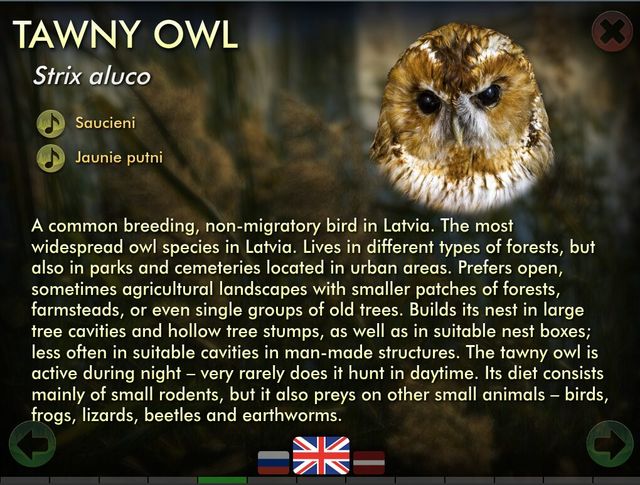 TAWNY OWL
Strix aluco
Saucieni
Jaunie putni
A common breeding, non-migratory bird in Latvia. The most
widespread owl species in Latvia. Lives in different types of forests, but
also in parks and cemeteries located in urban areas. Prefers open,
sometimes agricultural landscapes with smaller patches of forests,
farmsteads, or even single groups of old trees. Builds its nest in large
tree cavities and hollow tree stumps, as well as in suitable nest boxes;
less often in suitable cavities in man-made structures. The tawny owl is
active during night – very rarely does it hunt in daytime. Its diet consists
mainly of small rodents, but it also preys on other small animals – birds,
frogs, lizards, beetles and earthworms.